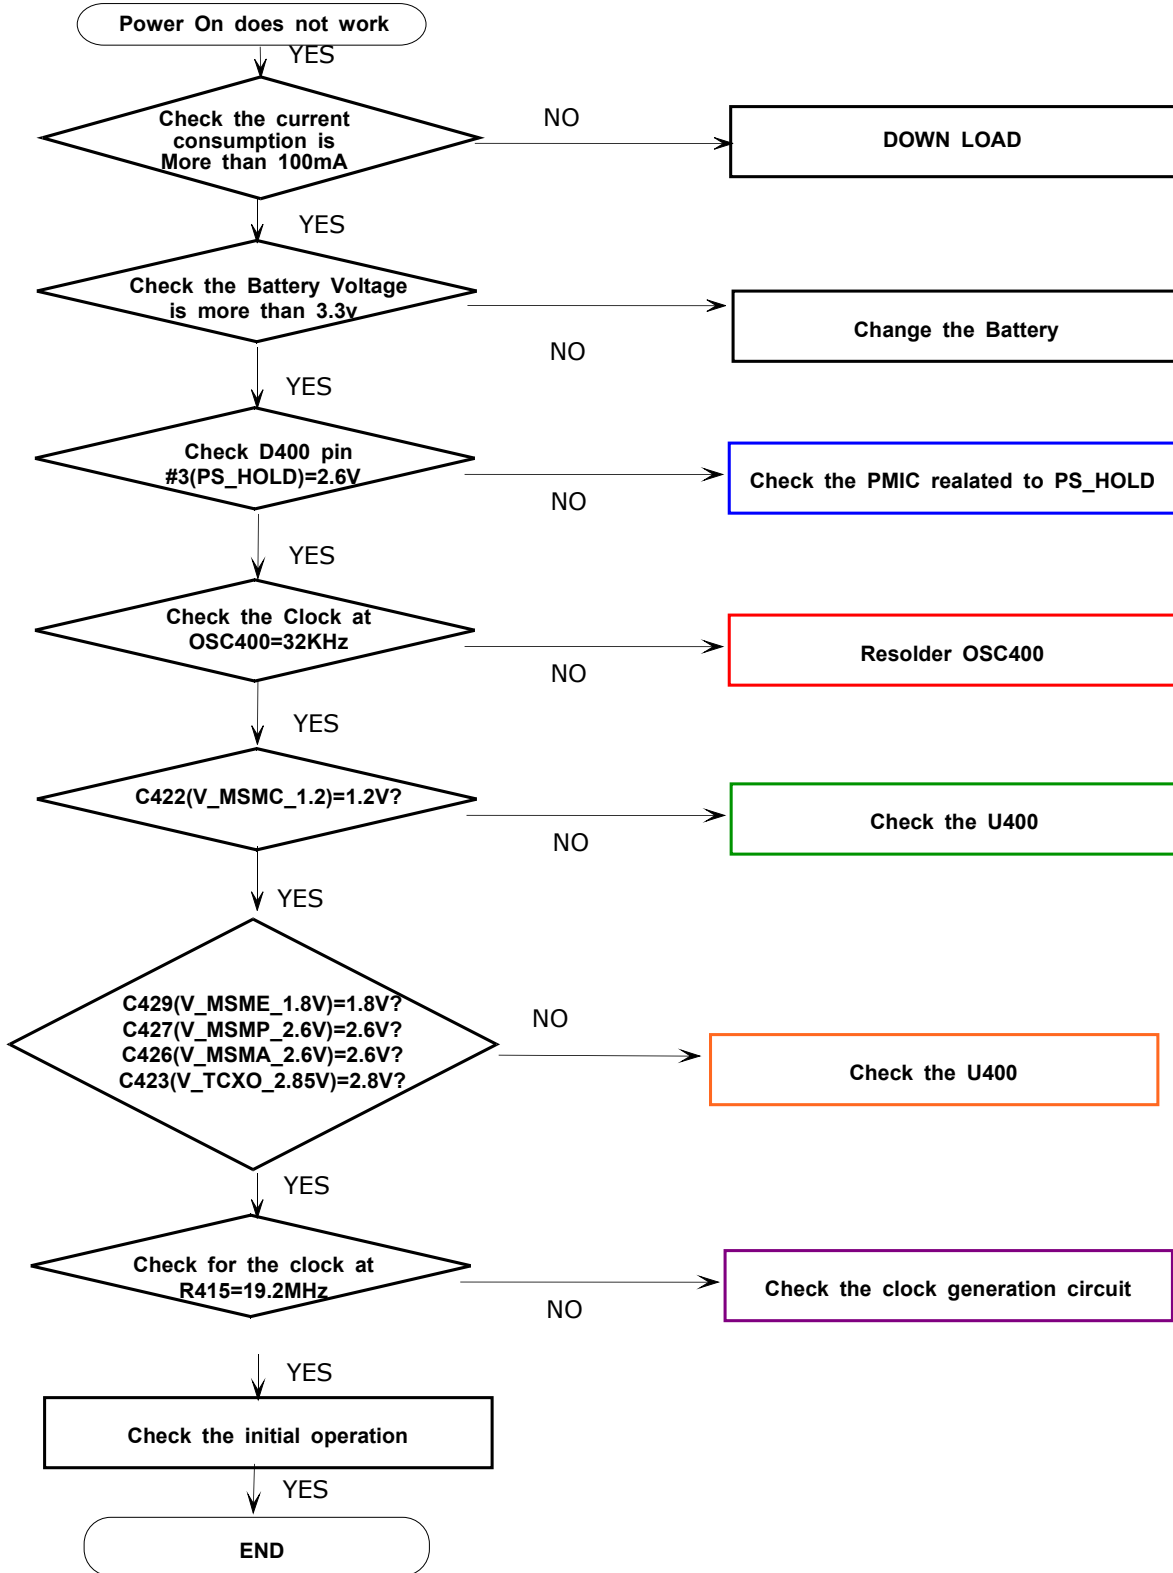 Power On does not work
YES
Check the current
consumption is
More than 100mA
NO
DOWN LOAD
YES
Check the Battery Voltage
is more than 3.3v
NO
Change the Battery
YES
Check D400 pin
#3(PS_HOLD)=2.6V
NO
Check the PMIC realated to PS_HOLD
YES
Check the Clock at
OSC400=32KHz
NO
Resolder OSC400
YES
C422(V_MSMC_1.2)=1.2V?
NO
Check the U400
YES
C429(V_MSME_1.8V)=1.8V?
C427(V_MSMP_2.6V)=2.6V?
C426(V_MSMA_2.6V)=2.6V?
C423(V_TCXO_2.85V)=2.8V?
NO
Check the U400
YES
Check for the clock at
R415=19.2MHz
NO
Check the clock generation circuit
YES
Check the initial operation
YES
END